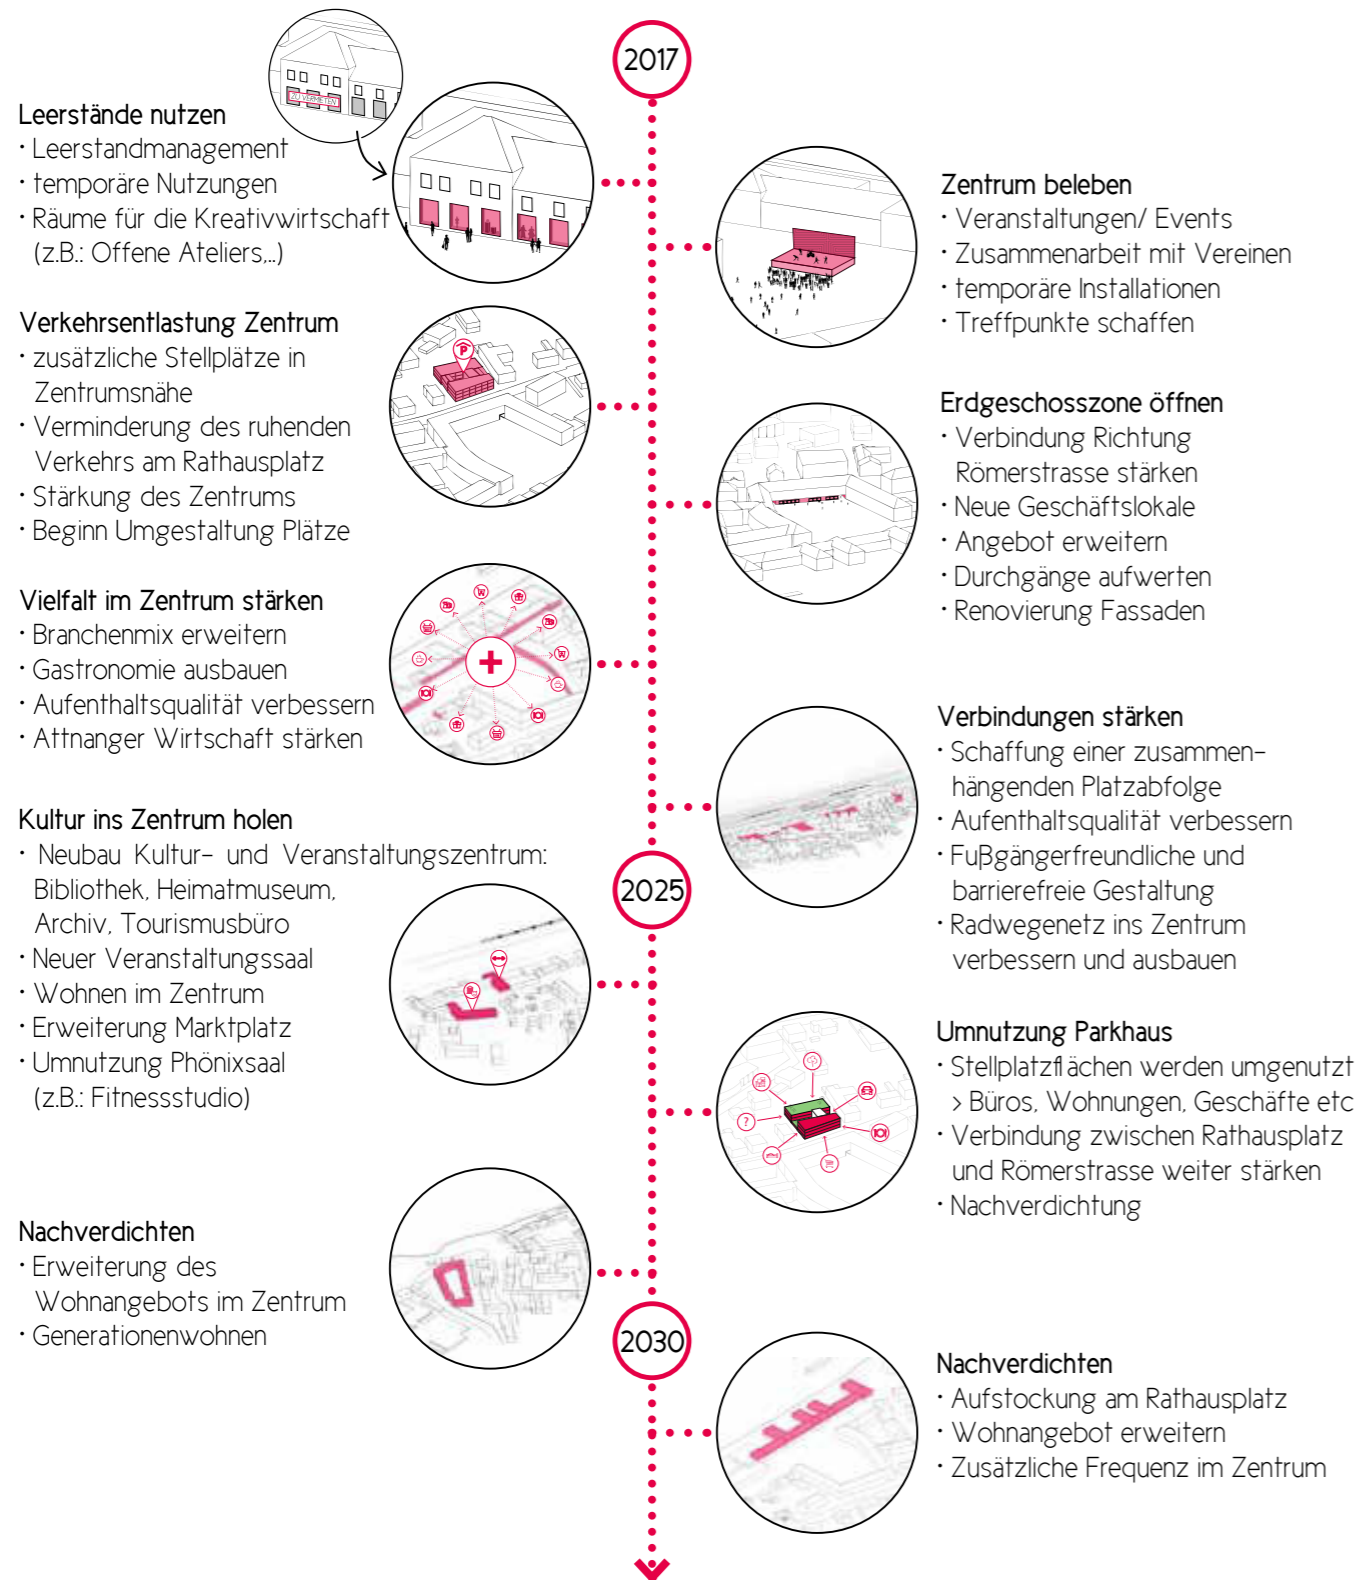 2017
ZU VERMIETEN
Leerstände nutzen
· Leerstandmanagement
· temporäre Nutzungen
· Räume für die Kreativwirtschaft
(z.B.: Offene Ateliers,..)
Zentrum beleben
· Veranstaltungen/ Events
· Zusammenarbeit mit Vereinen
· temporäre Installationen
· Treffpunkte schaffen
Verkehrsentlastung Zentrum
· zusätzliche Stellplätze in
Zentrumsnähe
· Verminderung des ruhenden
Verkehrs am Rathausplatz
· Stärkung des Zentrums
· Beginn Umgestaltung Plätze
P
Erdgeschosszone öffnen
· Verbindung Richtung
Römerstrasse stärken
· Neue Geschäftslokale
· Angebot erweitern
· Durchgänge aufwerten
· Renovierung Fassaden
Vielfalt im Zentrum stärken
· Branchenmix erweitern
· Gastronomie ausbauen
· Aufenthaltsqualität verbessern
· Attnanger Wirtschaft stärken
+
Verbindungen stärken
· Schaffung einer zusammen-
hängenden Platzabfolge
· Aufenthaltsqualität verbessern
· Fußgängerfreundliche und
barrierefreie Gestaltung
· Radwegenetz ins Zentrum
verbessern und ausbauen
Kultur ins Zentrum holen
· Neubau Kultur- und Veranstaltungszentrum:
Bibliothek, Heimatmuseum,
Archiv, Tourismusbüro
· Neuer Veranstaltungssaal
· Wohnen im Zentrum
· Erweiterung Marktplatz
· Umnutzung Phönixsaal
(z.B.: Fitnessstudio)
2025
Umnutzung Parkhaus
· Stellplatzflächen werden umgenutzt
> Büros, Wohnungen, Geschäfte etc
· Verbindung zwischen Rathausplatz
und Römerstrasse weiter stärken
· Nachverdichtung
?
Nachverdichten
· Erweiterung des
Wohnangebots im Zentrum
· Generationenwohnen
2030
Nachverdichten
· Aufstockung am Rathausplatz
· Wohnangebot erweitern
· Zusätzliche Frequenz im Zentrum